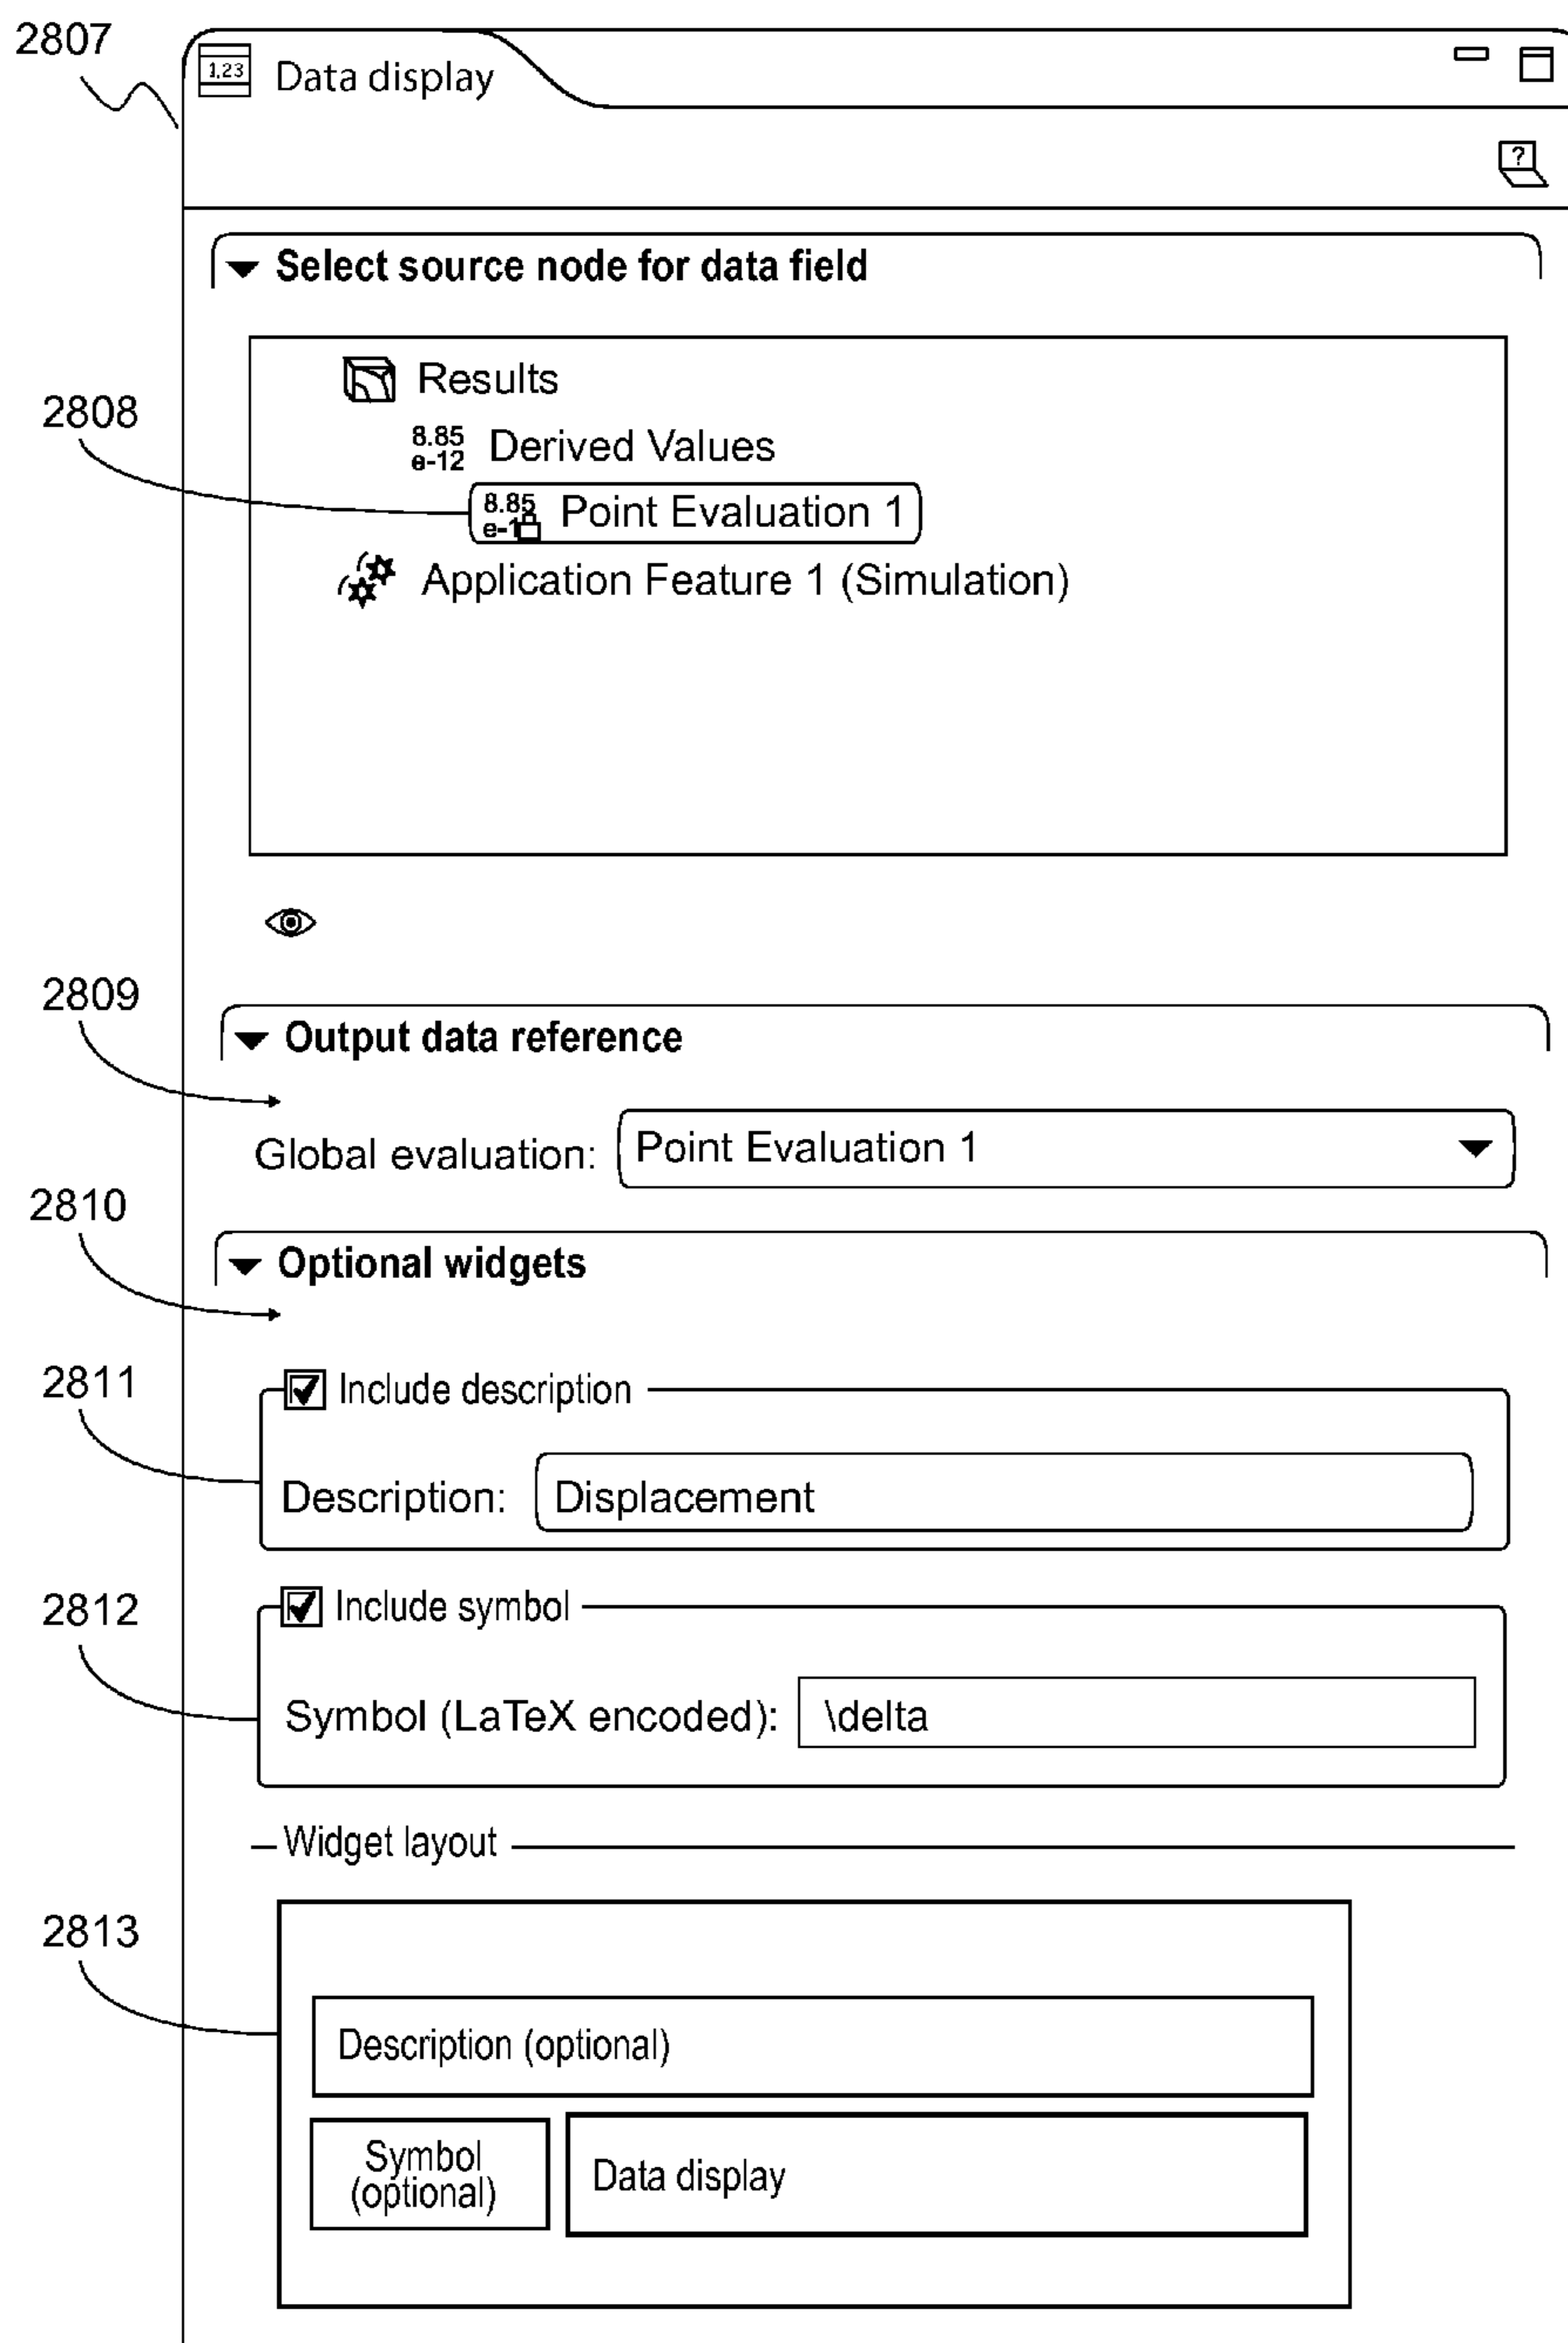 2807
1.23 Data display
?
Select source node for data field
Results
2808
8.85
e-12 Derived Values
8.85
e-1 Point Evaluation 1
Application Feature 1 (Simulation)
2809
Output data reference
Global evaluation: Point Evaluation 1
2810
Optional widgets
2811
Include description
Description: Displacement
2812
Include symbol
Symbol (LaTeX encoded): \delta
Widget layout
2813
Description (optional)
Symbol
(optional)
Data display